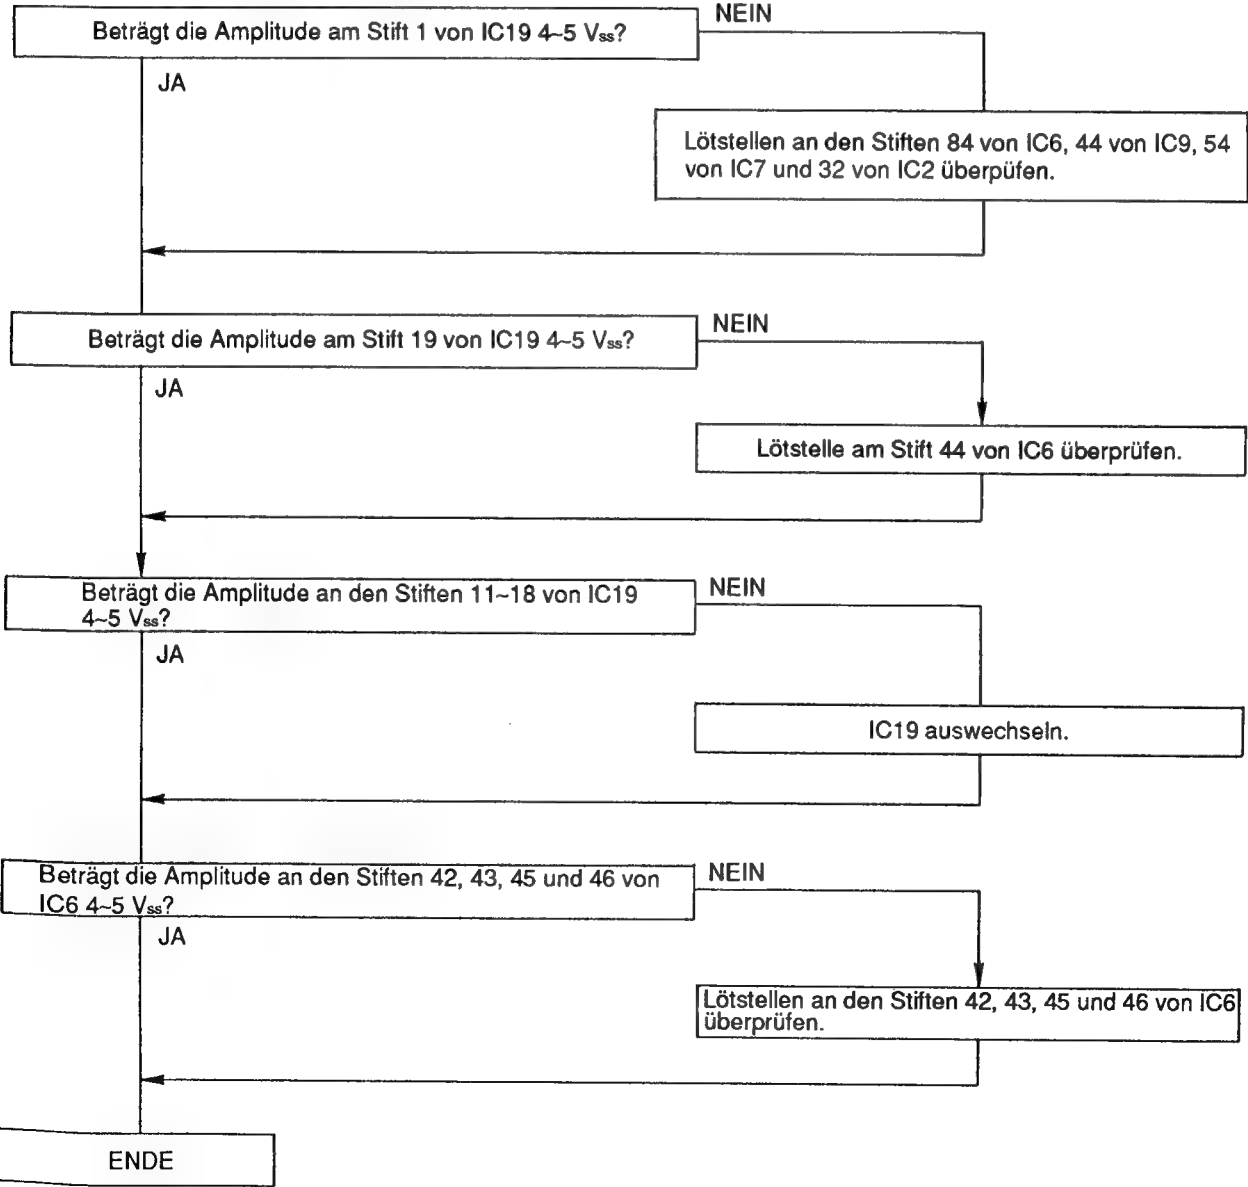 Beträgt die Amplitude am Stift 1 von IC19 4~5 Vss?
NEIN
JA
Lötstellen an den Stiften 84 von IC6, 44 von IC9, 54
von IC7 und 32 von IC2 überpüfen.
Beträgt die Amplitude am Stift 19 von IC19 4~5 Vss?
NEIN
JA
Lötstelle am Stift 44 von IC6 überprüfen.
Beträgt die Amplitude an den Stiften 11~18 von IC19
4~5 Vss?
NEIN
JA
IC19 auswechseln.
Beträgt die Amplitude an den Stiften 42, 43, 45 und 46 von
IC6 4~5 Vss?
NEIN
JA
Lötstellen an den Stiften 42, 43, 45 und 46 von IC6
überprüfen.
ENDE